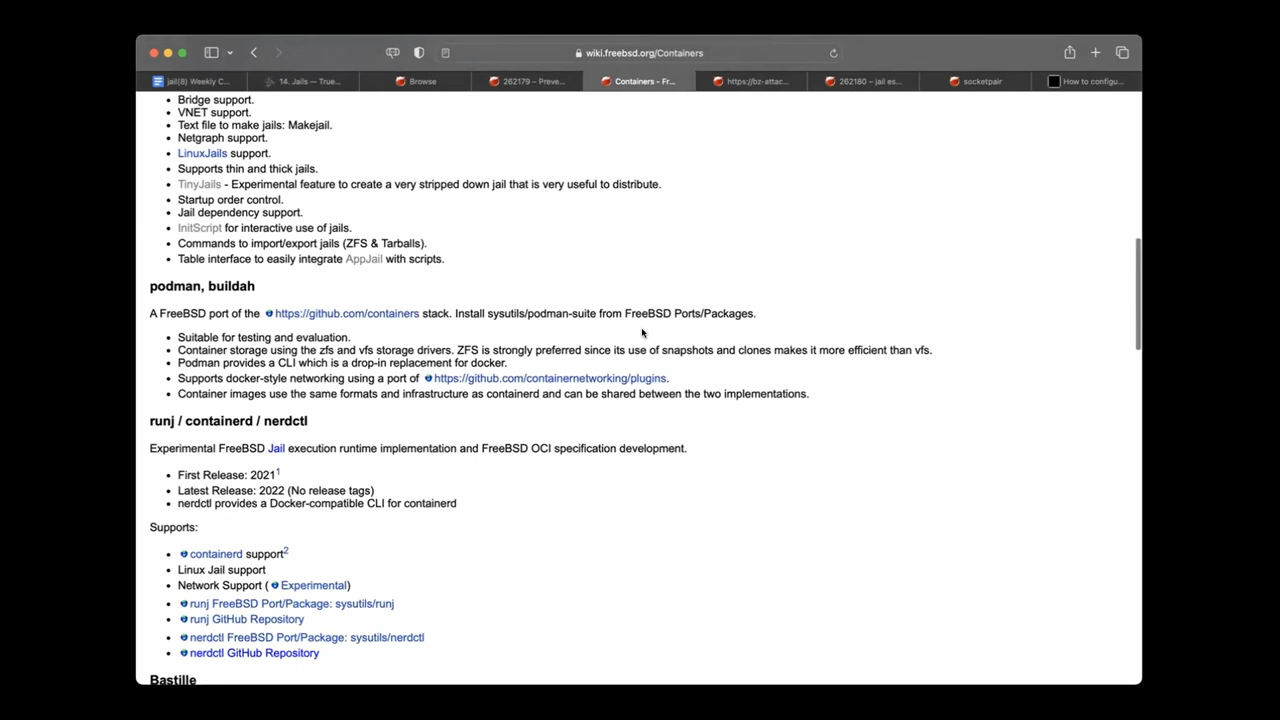 wiki.freebsd.org/Containers
jail(8) Weekly C...
14. Jails — True...
Browse
262179 – Preve...
Containers - Fr...
https://bz-attac...
262180 – jail es...
socketpair
How to configu...
• Bridge support.
• VNET support.
• Text file to make jails: Makejail.
• Netgraph support.
• LinuxJails support.
• Supports thin and thick jails.
• TinyJails - Experimental feature to create a very stripped down jail that is very useful to distribute.
• Startup order control.
• Jail dependency support.
• InitScript for interactive use of jails.
• Commands to import/export jails (ZFS & Tarballs).
• Table interface to easily integrate AppJail with scripts.
podman, buildah
A FreeBSD port of the https://github.com/containers stack. Install sysutils/podman-suite from FreeBSD Ports/Packages.
• Suitable for testing and evaluation.
• Container storage using the zfs and vfs storage drivers. ZFS is strongly preferred since its use of snapshots and clones makes it more efficient than vfs.
• Podman provides a CLI which is a drop-in replacement for docker.
• Supports docker-style networking using a port of https://github.com/containernetworking/plugins.
• Container images use the same formats and infrastructure as containerd and can be shared between the two implementations.
runj / containerd / nerdctl
Experimental FreeBSD Jail execution runtime implementation and FreeBSD OCI specification development.
• First Release: 2021¹
• Latest Release: 2022 (No release tags)
• nerdctl provides a Docker-compatible CLI for containerd
Supports:
• containerd support²
• Linux Jail support
• Network Support ( Experimental)
• runj FreeBSD Port/Package: sysutils/runj
• runj GitHub Repository
• nerdctl FreeBSD Port/Package: sysutils/nerdctl
• nerdctl GitHub Repository
Bastille